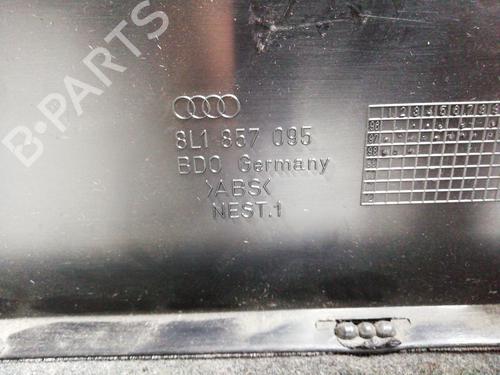 B-PARTS
8L1 857 095
BDO Germany
>ABS<
NEST.1